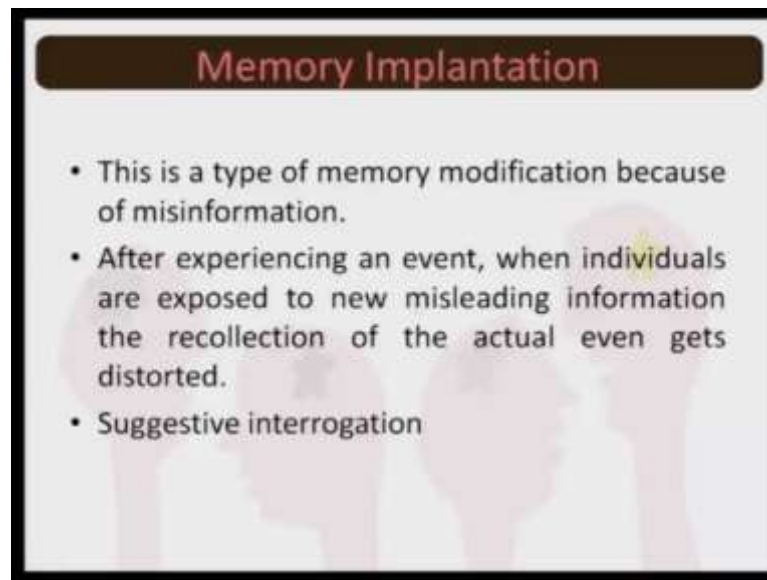 Memory Implantation
• This is a type of memory modification because
of misinformation.
• After experiencing an event, when individuals
are exposed to new misleading information
the recollection of the actual even gets
distorted.
• Suggestive interrogation